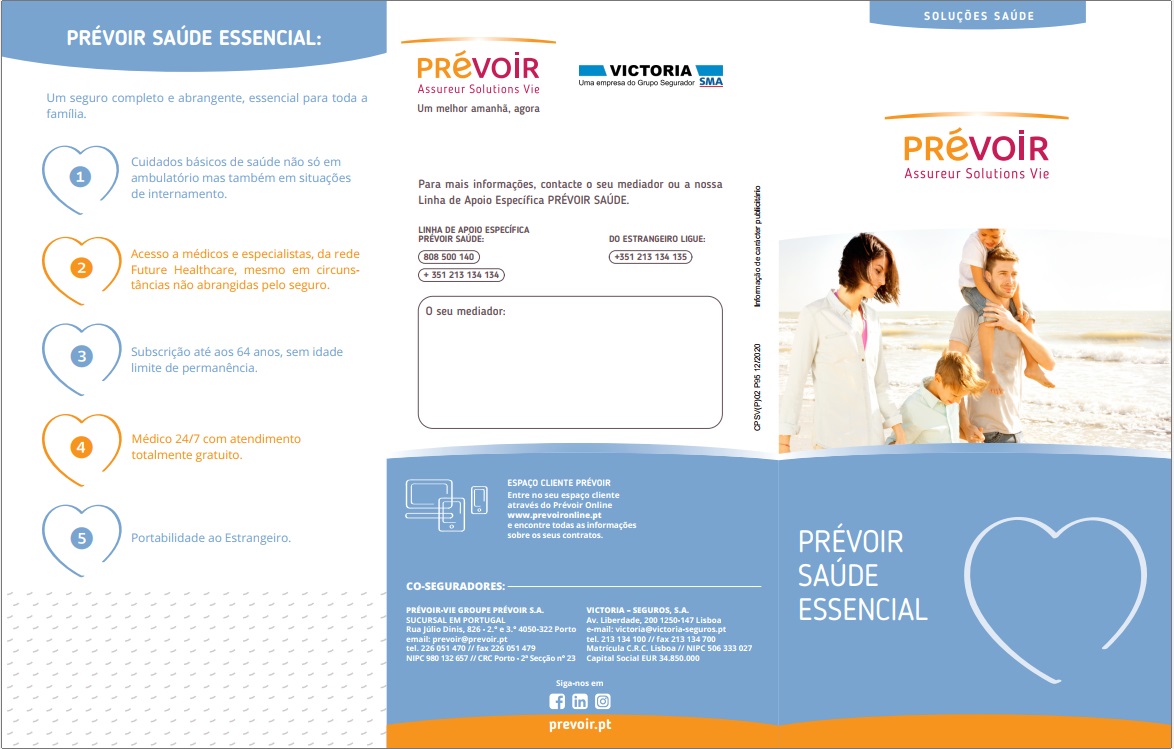 PRÉVOIR SAÚDE ESSENCIAL:
Um seguro completo e abrangente, essencial para toda a
família.
1
Cuidados básicos de saúde não só em
ambulatório mas também em situações
de internamento.
2
Acesso a médicos e especialistas, da rede
Future Healthcare, mesmo em circuns-
tâncias não abrangidas pelo seguro.
3
Subscrição até aos 64 anos, sem idade
limite de permanência.
4
Médico 24/7 com atendimento
totalmente gratuito.
5
Portabilidade ao Estrangeiro.
PRÉVOIR
Assureur Solutions Vie
Um melhor amanhã, agora
VICTORIA
Uma empresa do Grupo Segurador SMA
Para mais informações, contacte o seu mediador ou a nossa
Linha de Apoio Específica PRÉVOIR SAÚDE.
LINHA DE APOIO ESPECÍFICA
PRÉVOIR SAÚDE:
808 500 140
+ 351 213 134 134
DO ESTRANGEIRO LIGUE:
+351 213 134 135
O seu mediador:
Informação de carácter publicitário
CPSV(P)02 P95 12/2020
ESPAÇO CLIENTE PRÉVOIR
Entre no seu espaço cliente
através do Prévoir Online
www.prevoironline.pt
e encontre todas as informações
sobre os seus contratos.
CO-SEGURADORES:
PRÉVOIR-VIE GROUPE PRÉVOIR S.A.
SUCURSAL EM PORTUGAL
Rua Júlio Dinis, 826 - 2.º e 3.º 4050-322 Porto
email: prevoir@prevoir.pt
tel. 226 051 470 // fax 226 051 479
NIPC 980 132 657 // CRC Porto - 2ª Secção nº 23
VICTORIA – SEGUROS, S.A.
Av. Liberdade, 200 1250-147 Lisboa
e-mail: victoria@victoria-seguros.pt
tel. 213 134 100 // fax 213 134 700
Matrícula C.R.C. Lisboa // NIPC 506 333 027
Capital Social EUR 34.850.000
Siga-nos em
prevoir.pt
SOLUÇÕES SAÚDE
PRÉVOIR
Assureur Solutions Vie
PRÉVOIR
SAÚDE
ESSENCIAL